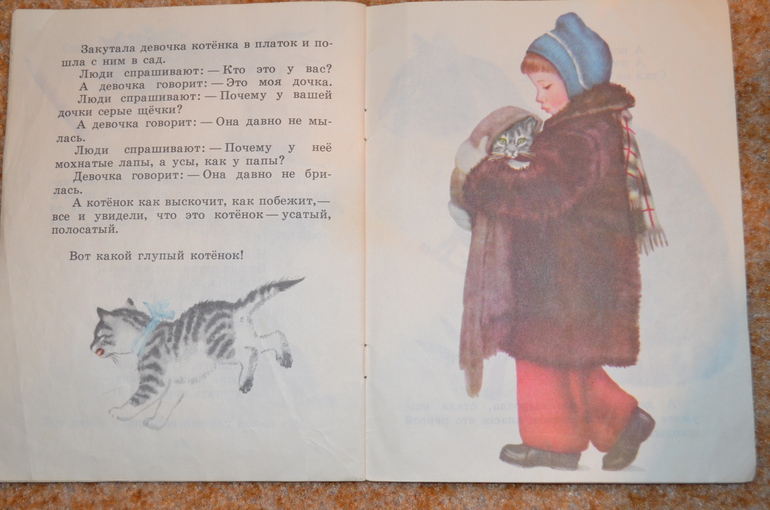 Закутала девочка котёнка в платок и по-
шла с ним в сад.
Люди спрашивают: — Кто это у вас?
А девочка говорит: — Это моя дочка.
Люди спрашивают: — Почему у вашей
дочки серые щёчки?
А девочка говорит: — Она давно не мы-
лась.
Люди спрашивают: — Почему у неё
мохнатые лапы, а усы, как у папы?
Девочка говорит: — Она давно не бри-
лась.
А котёнок как выскочит, как побежит, —
все и увидели, что это котёнок — усатый,
полосатый.
Вот какой глупый котёнок!